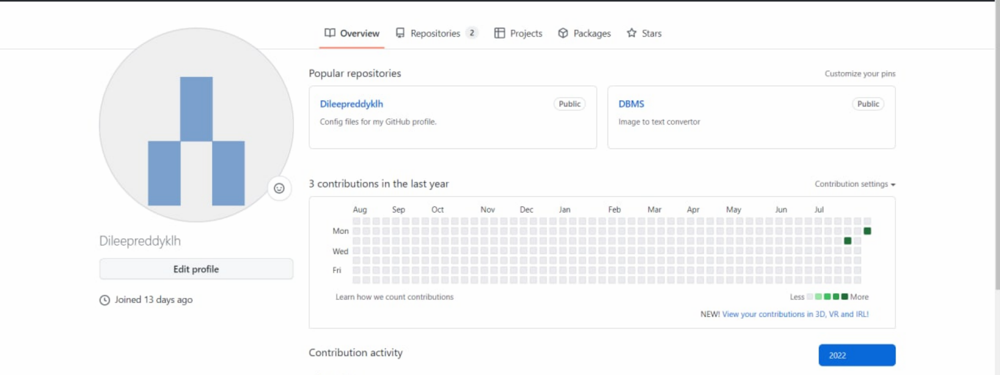 Overview Repositories 2 Projects Packages Stars
Popular repositories Customize your pins
Dileepreddyklh Public
Config files for my GitHub profile.
DBMS Public
Image to text convertor
3 contributions in the last year Contribution settings
Aug Sep Oct Nov Dec Jan Feb Mar Apr May Jun Jul
Mon
Wed
Fri
Learn how we count contributions Less More
NEW! View your contributions in 3D, VR and IRL!
Dileepreddyklh
Edit profile
Joined 13 days ago
Contribution activity 2022